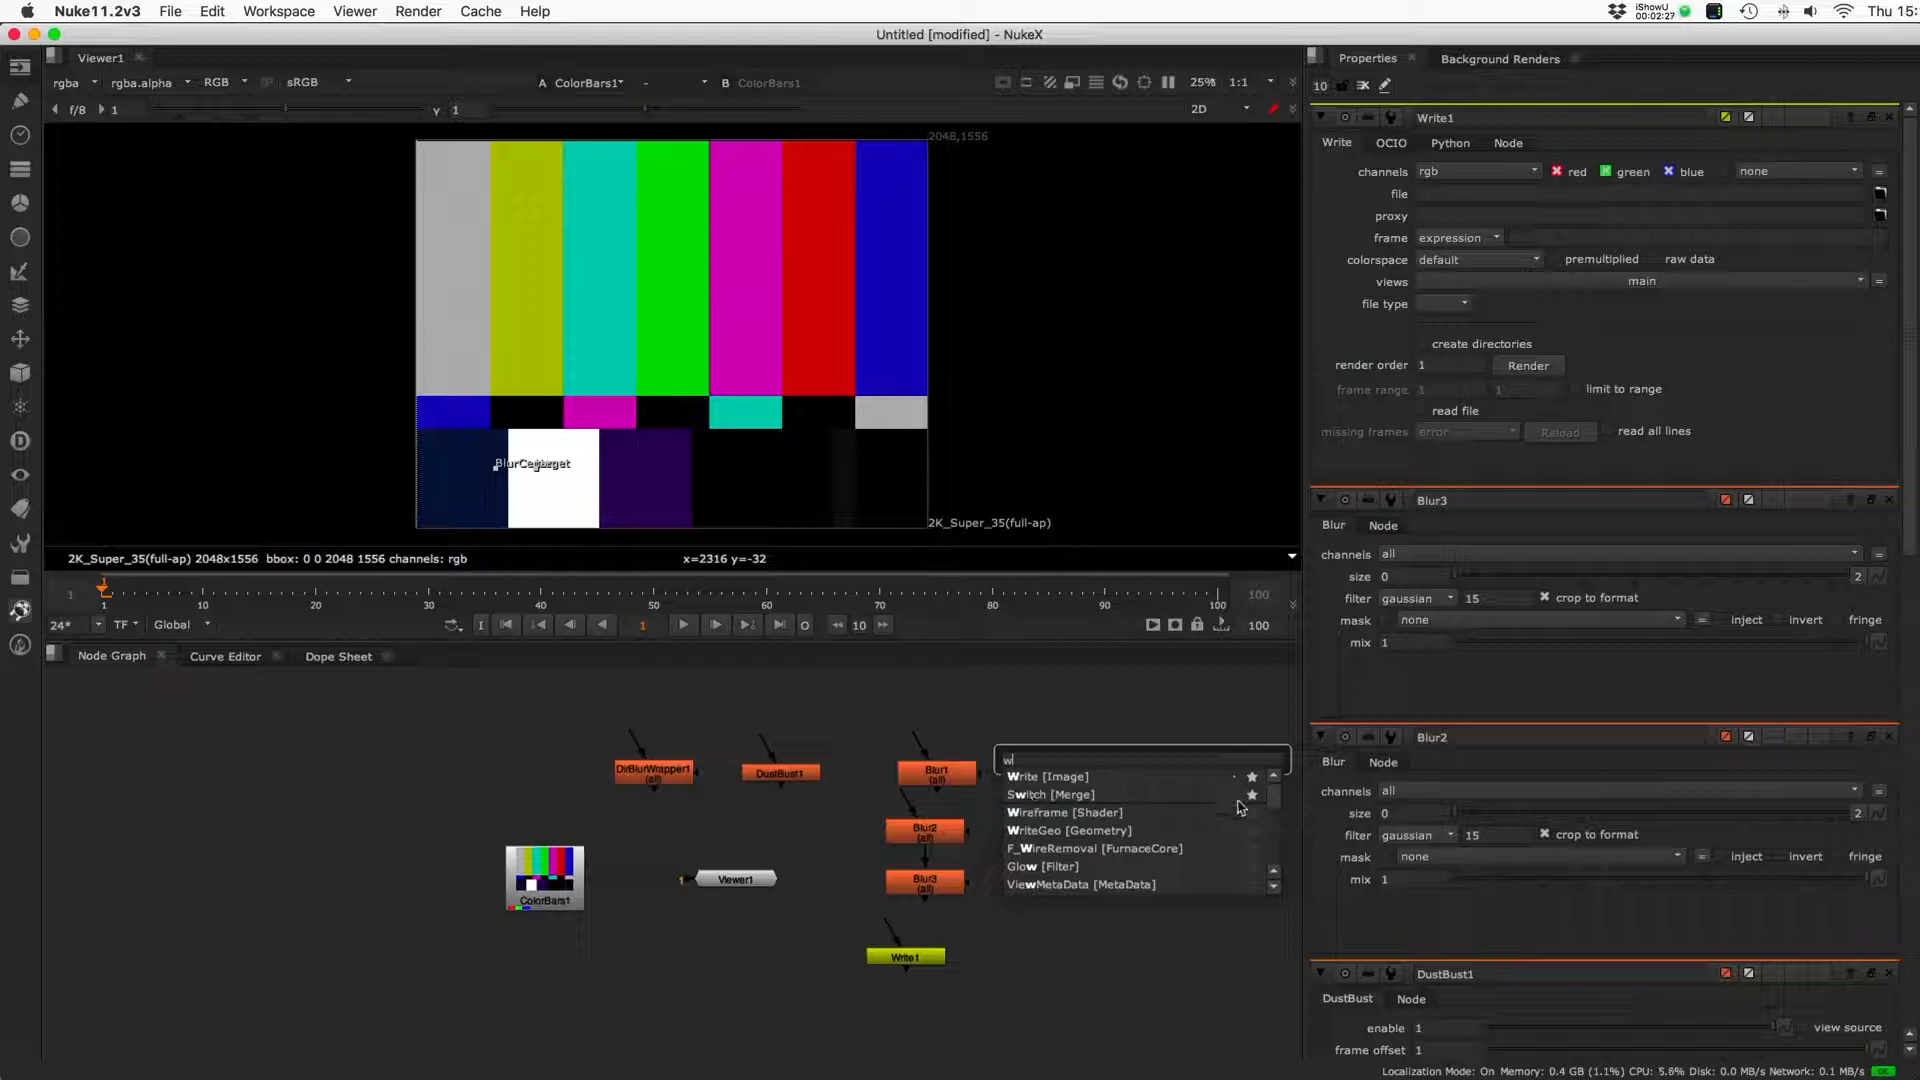 Nuke11.2v3 File Edit Workspace Viewer Render Cache Help iShowU 00:02:27 Thu 15:
Untitled [modified] - NukeX
Viewer1
rgba rgba.alpha RGB sRGB A ColorBars1* - B ColorBars1 25% 1:1
f/8 1 Y 1 2D
2048,1556
BlurCe
2K_Super_35(full-ap)
2K_Super_35(full-ap) 2048x1556 bbox: 0 0 2048 1556 channels: rgb x=2316 y=-32
1
1 1 10 20 30 40 50 60 70 80 90 100 100
24* TF Global I 1 O 10 100
Node Graph Curve Editor Dope Sheet
DirBlurWrapper1
(all)
DustBust1
Blur1
(all)
Blur2
(all)
Blur3
(all)
ColorBars1
1 Viewer1
Write1
w
Write [Image]
Switch [Merge]
Wireframe [Shader]
WriteGeo [Geometry]
F_WireRemoval [FurnaceCore]
Glow [Filter]
ViewMetaData [MetaData]
Properties Background Renders
10
Write1
Write OCIO Python Node
channels rgb red green blue none =
file
proxy
frame expression
colorspace default premultiplied raw data
views main =
file type
create directories
render order 1 Render
frame range 1 1 limit to range
read file
missing frames error Reload read all lines
Blur3
Blur Node
channels all =
size 0 2
filter gaussian 15 crop to format
mask none = inject invert fringe
mix 1
Blur2
Blur Node
channels all =
size 0 2
filter gaussian 15 crop to format
mask none = inject invert fringe
mix 1
DustBust1
DustBust Node
enable 1 view source
frame offset 1
Localization Mode: On Memory: 0.4 GB (1.1%) CPU: 5.6% Disk: 0.0 MB/s Network: 0.1 MB/s OK